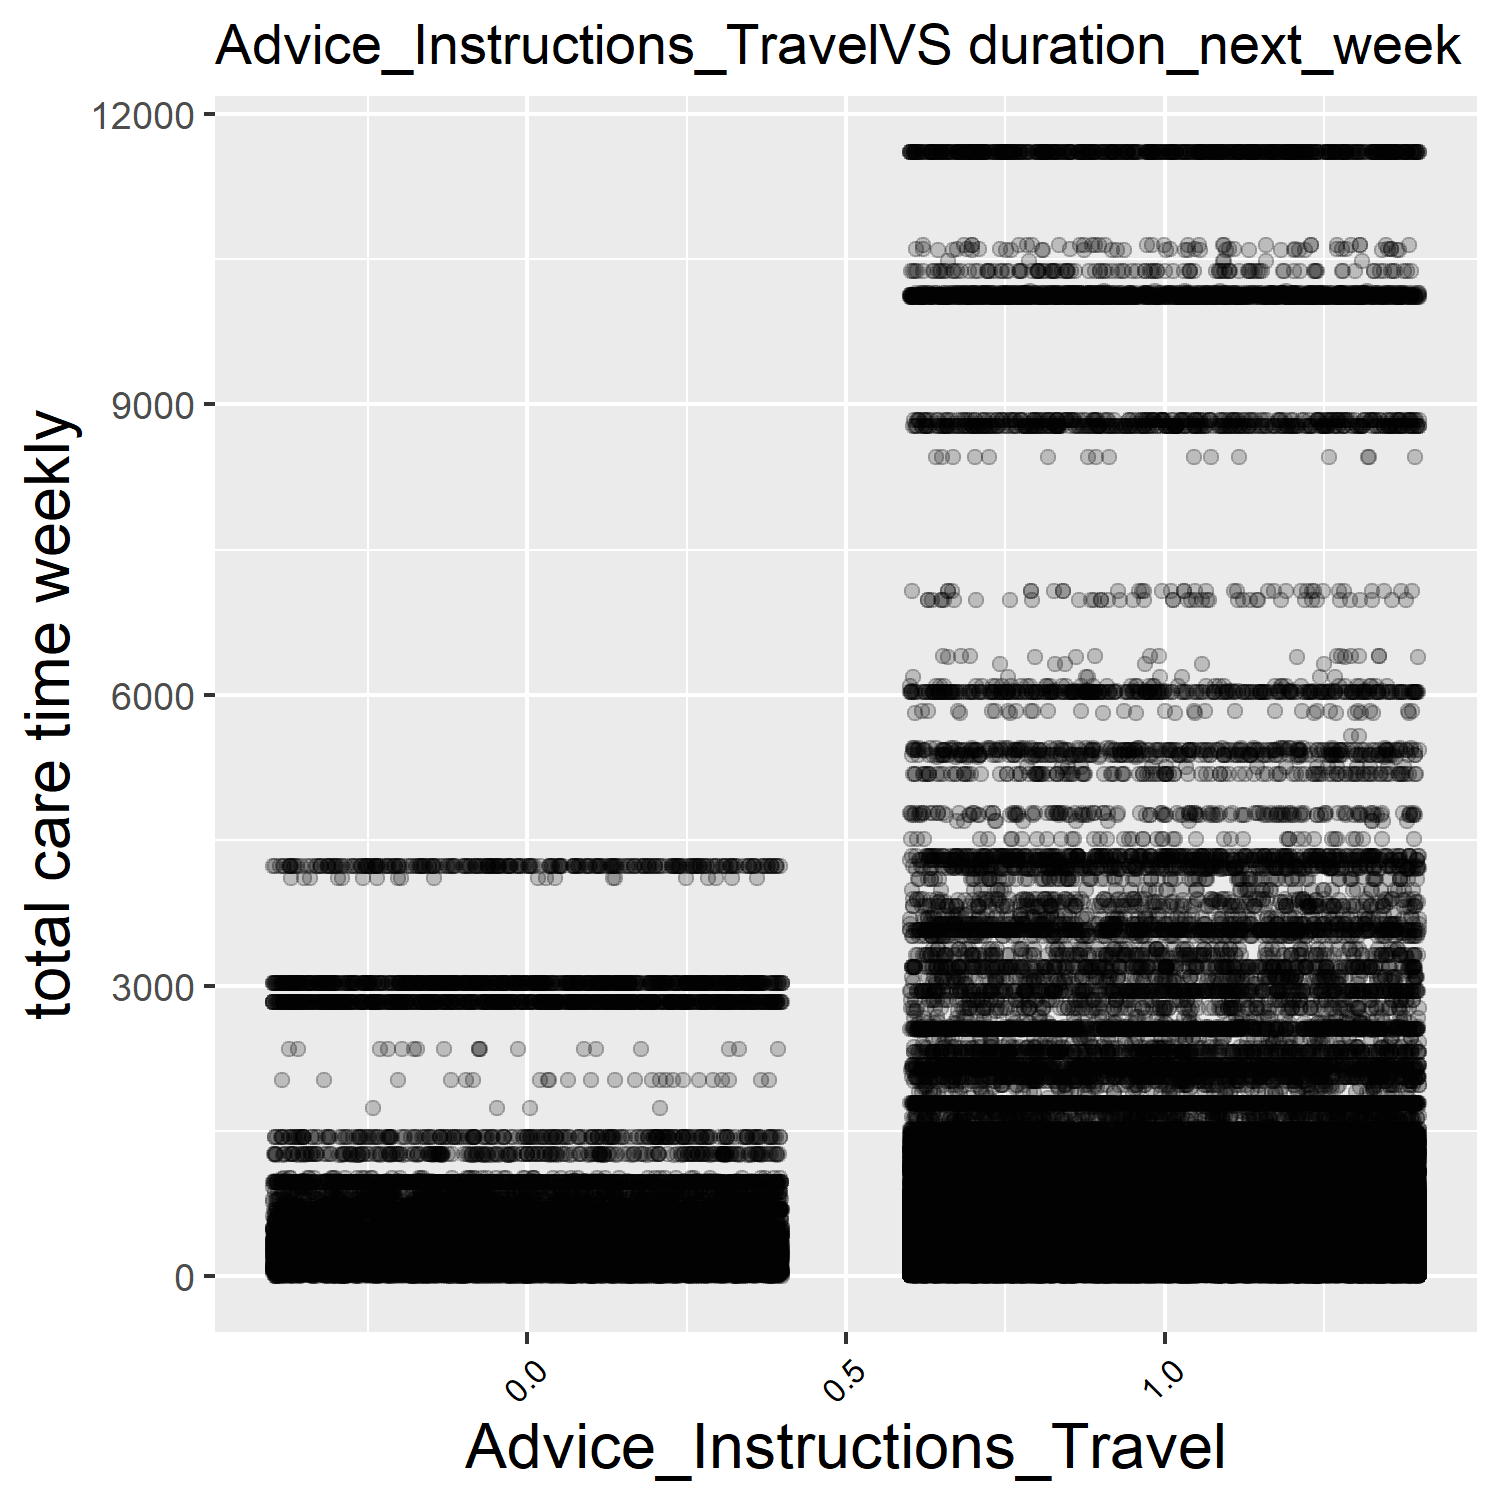 Advice_Instructions_TravelVS duration_next_week
12000
9000
6000
3000
0
total care time weekly
0.0
0.5
1.0
Advice_Instructions_Travel